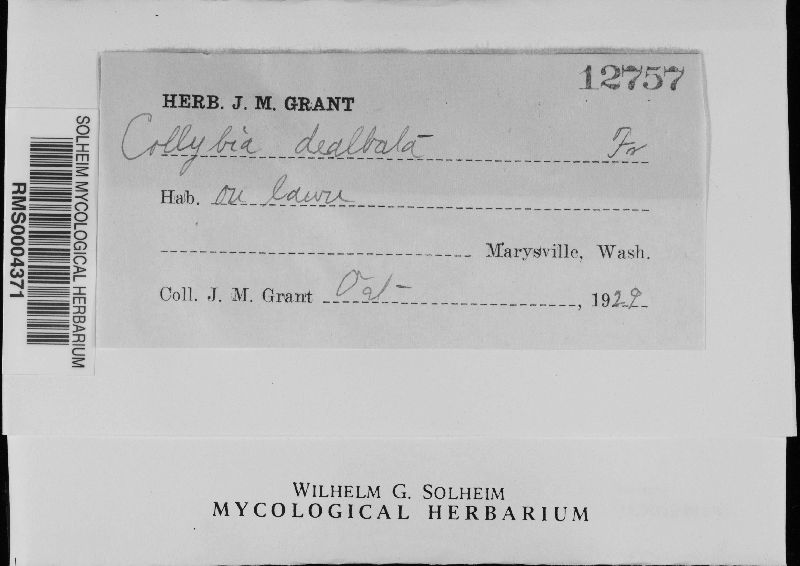 12757
HERB. J. M. GRANT
Collybia dealbata Fr
Hab. on lawn
Marysville, Wash.
Coll. J. M. Grant Oct-, 1929
SOLHEIM MYCOLOGICAL HERBARIUM
RMS0004371
WILHELM G. SOLHEIM
MYCOLOGICAL HERBARIUM